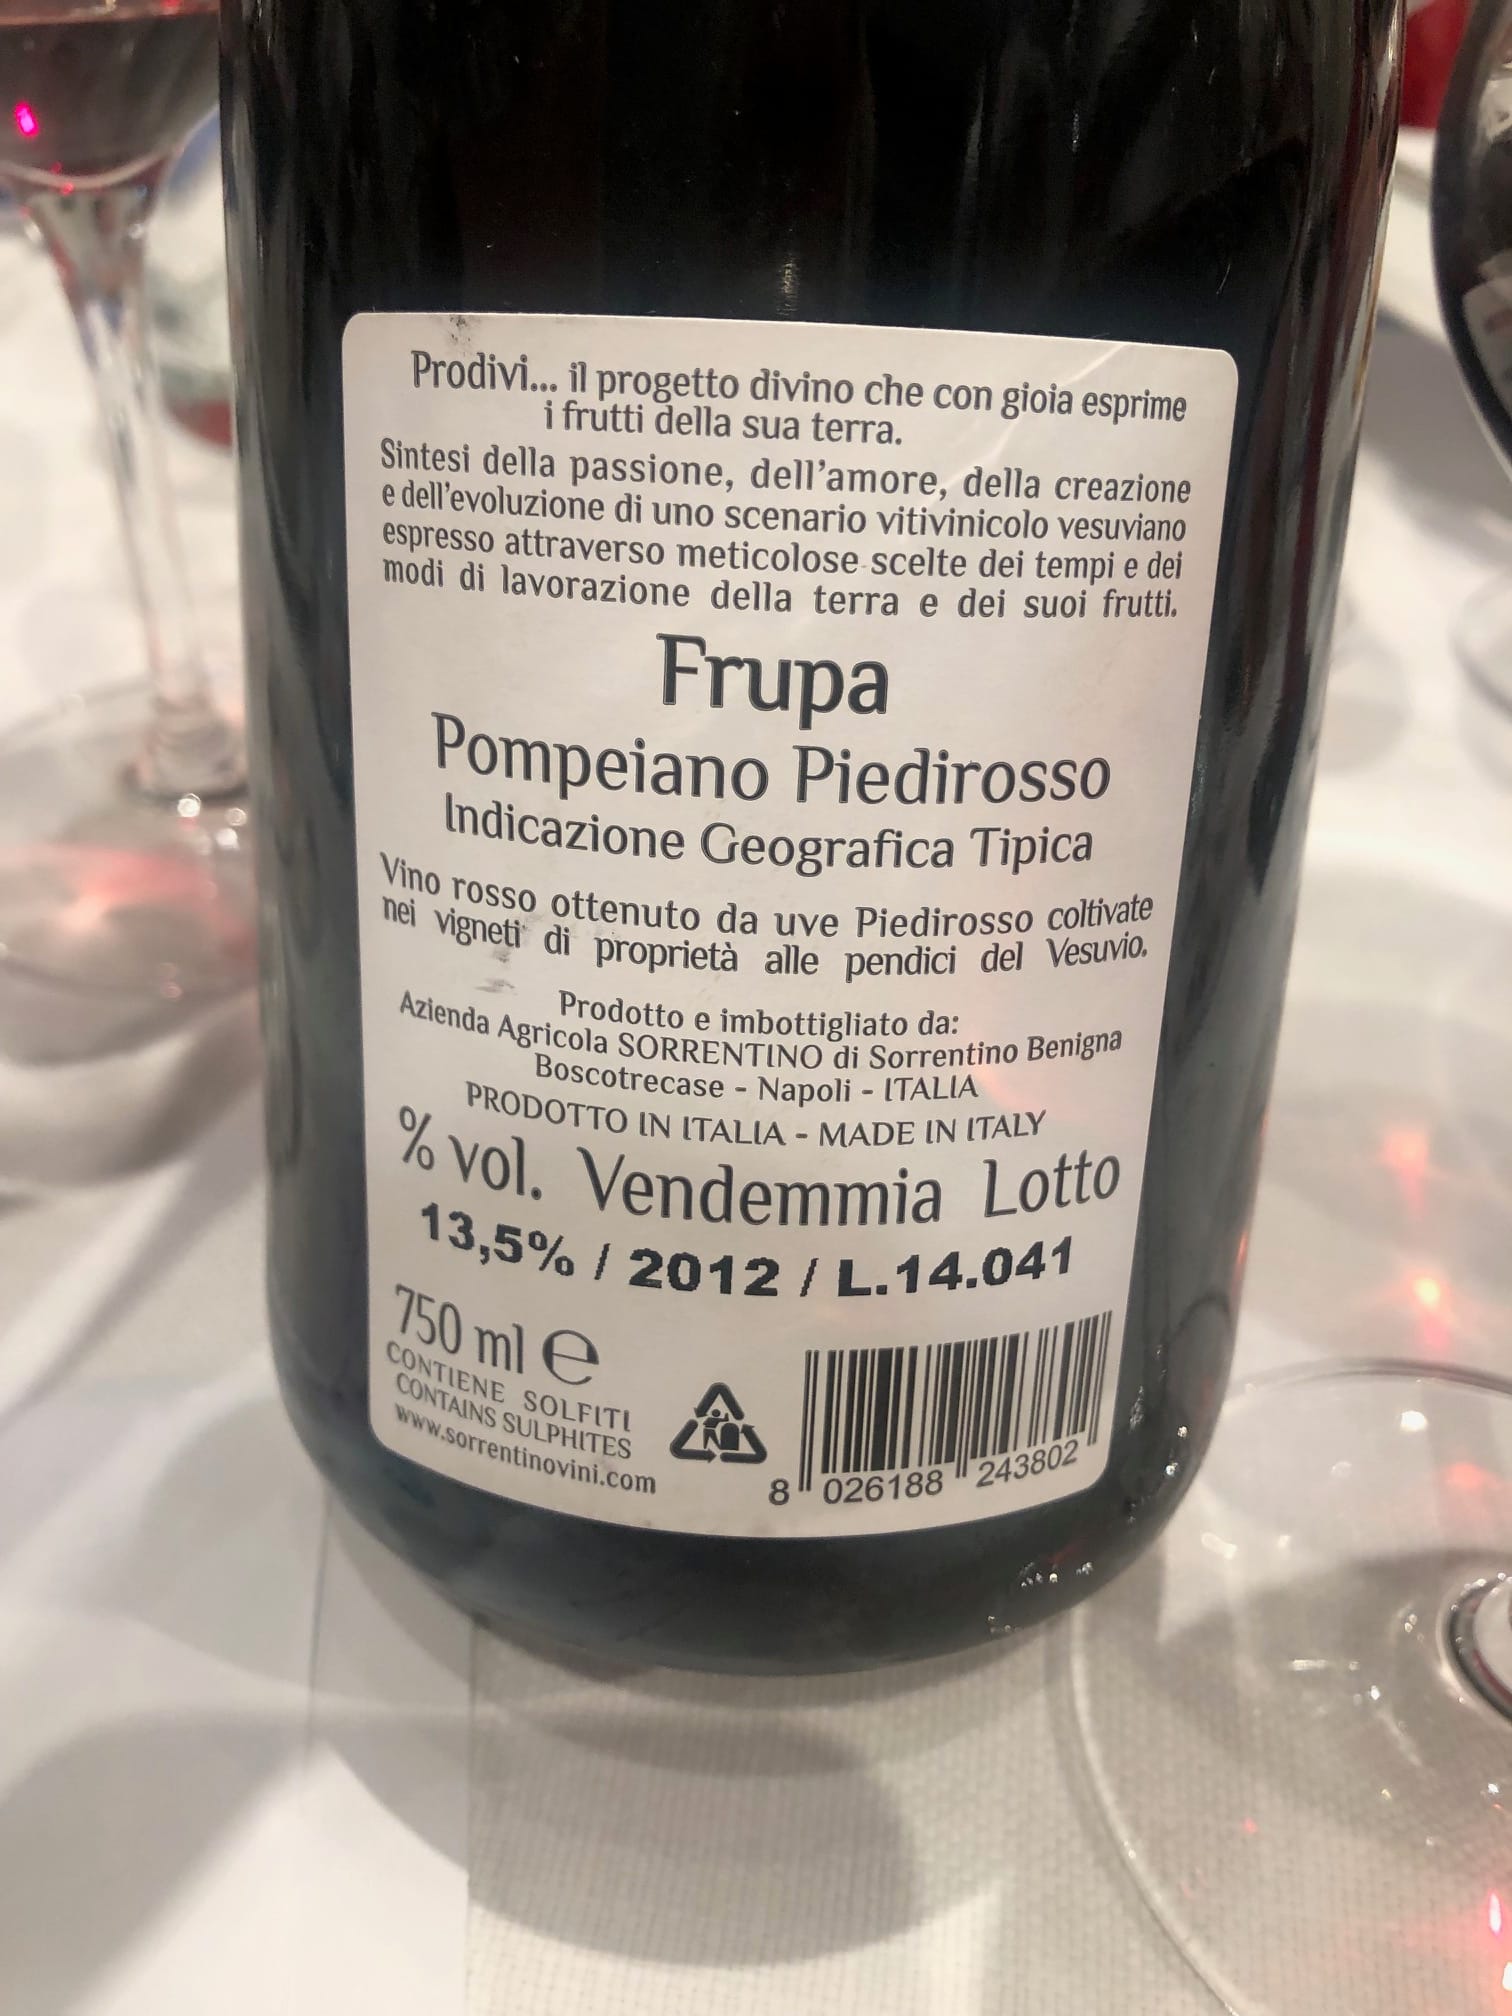 Prodivi... il progetto divino che con gioia esprime
i frutti della sua terra.
Sintesi della passione, dell'amore, della creazione
e dell'evoluzione di uno scenario vitivinicolo vesuviano
espresso attraverso meticolose scelte dei tempi e dei
modi di lavorazione della terra e dei suoi frutti.
Frupa
Pompeiano Piedirosso
Indicazione Geografica Tipica
Vino rosso ottenuto da uve Piedirosso coltivate
nei vigneti di proprietà alle pendici del Vesuvio.
Prodotto e imbottigliato da:
Azienda Agricola SORRENTINO di Sorrentino Benigna
Boscotrecase - Napoli - ITALIA
PRODOTTO IN ITALIA - MADE IN ITALY
% vol. Vendemmia Lotto
13,5% / 2012 / L.14.041
750 ml e
CONTIENE SOLFITI
CONTAINS SULPHITES
www.sorrentinovini.com
8 026188 243802